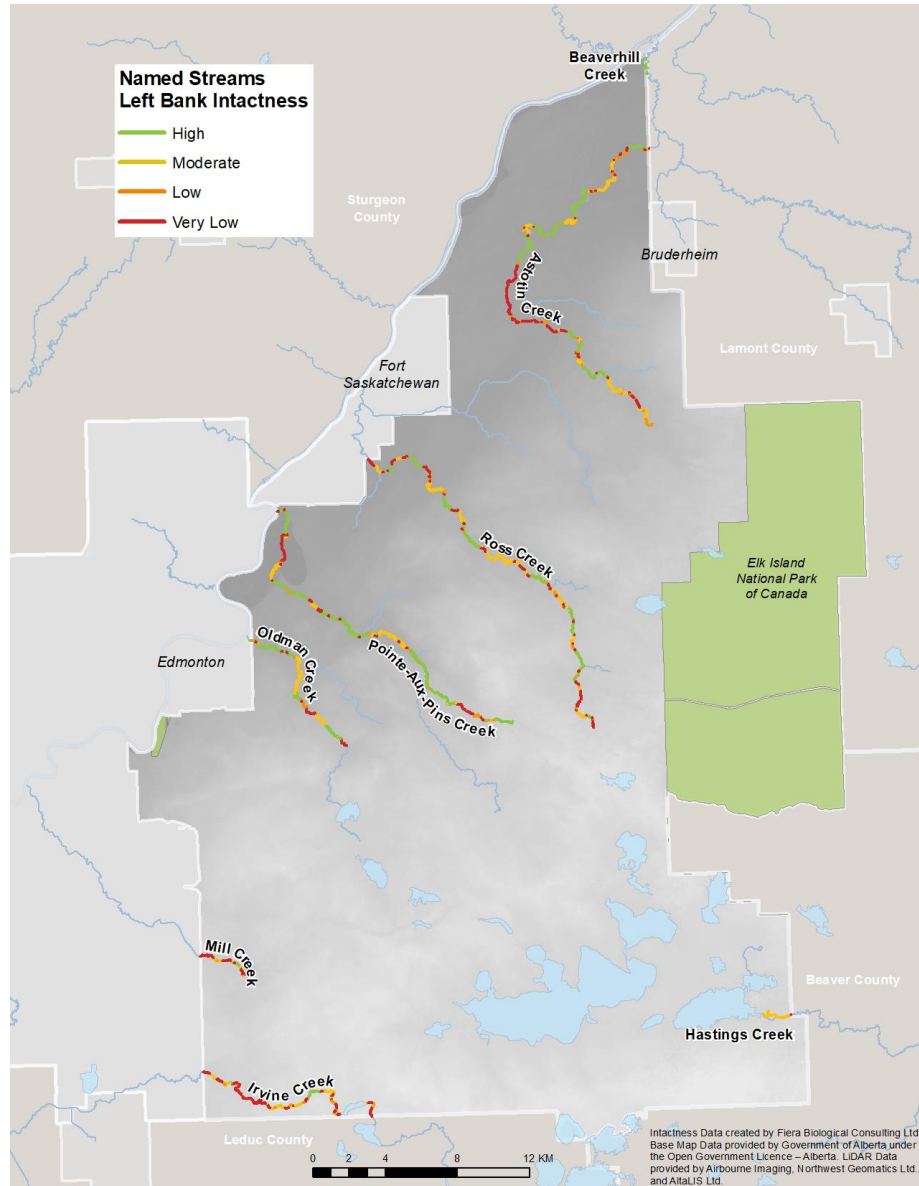 Beaverhill
Creek
Named Streams
Left Bank Intactness
High
Moderate
Low
Very Low
Sturgeon
County
Bruderheim
Astotin Creek
Lamont County
Fort
Saskatchewan
Ross Creek
Elk Island
National Park
of Canada
Oldman Creek
Edmonton
Pointe-Aux-Pins Creek
Mill Creek
Beaver County
Hastings Creek
Irvine Creek
Leduc County
0 2 4 8 12 KM
Intactness Data created by Fiera Biological Consulting Ltd.
Base Map Data provided by Government of Alberta under
the Open Government Licence – Alberta. LiDAR Data
provided by Airbourne Imaging, Northwest Geomatics Ltd.
and AltaLIS Ltd.